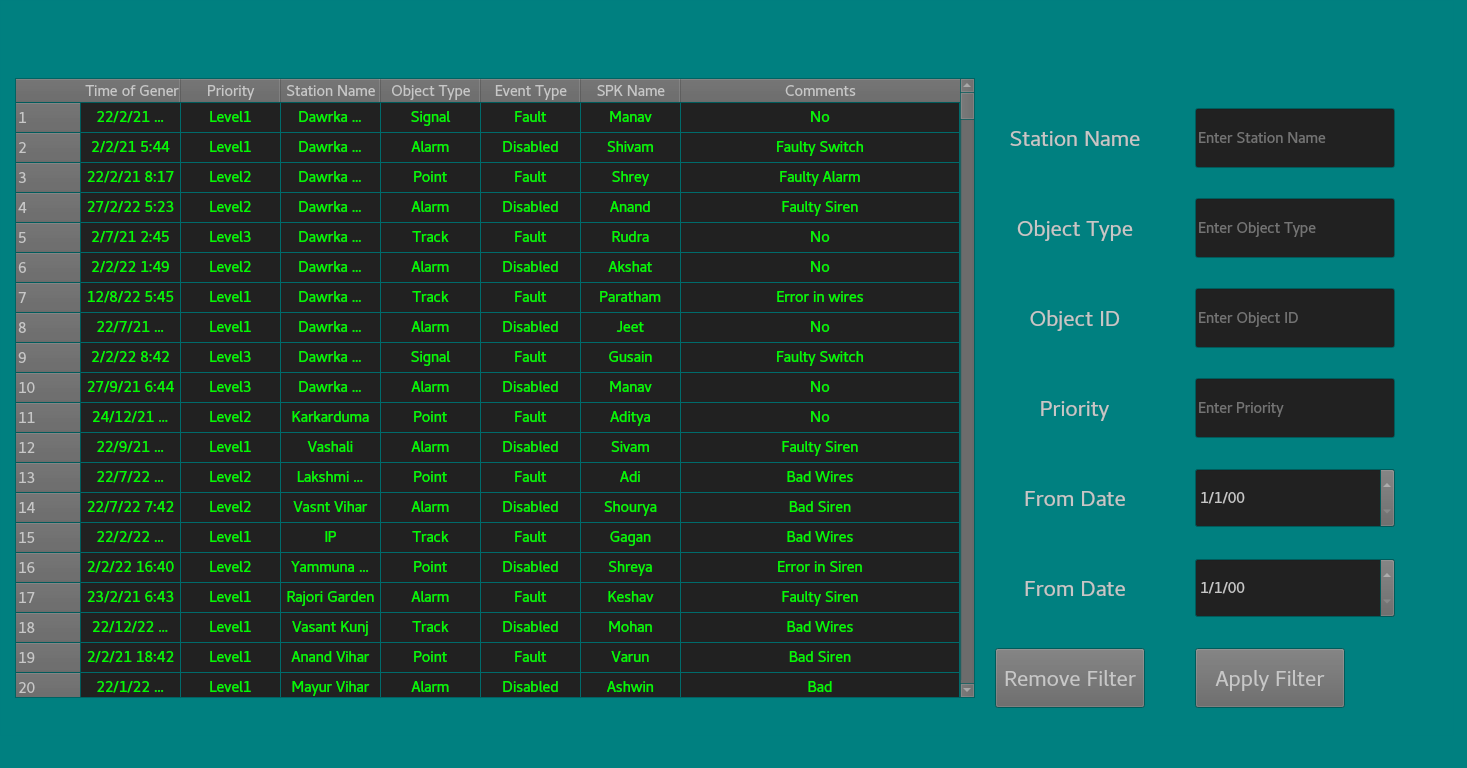 Time of Gener Priority Station Name Object Type Event Type SPK Name Comments
1 22/2/21 ... Level1 Dawrka ... Signal Fault Manav No
2 2/2/21 5:44 Level1 Dawrka ... Alarm Disabled Shivam Faulty Switch
3 22/2/21 8:17 Level2 Dawrka ... Point Fault Shrey Faulty Alarm
4 27/2/22 5:23 Level2 Dawrka ... Alarm Disabled Anand Faulty Siren
5 2/7/21 2:45 Level3 Dawrka ... Track Fault Rudra No
6 2/2/22 1:49 Level2 Dawrka ... Alarm Disabled Akshat No
7 12/8/22 5:45 Level1 Dawrka ... Track Fault Paratham Error in wires
8 22/7/21 ... Level1 Dawrka ... Alarm Disabled Jeet No
9 2/2/22 8:42 Level3 Dawrka ... Signal Fault Gusain Faulty Switch
10 27/9/21 6:44 Level3 Dawrka ... Alarm Disabled Manav No
11 24/12/21 ... Level2 Karkarduma Point Fault Aditya No
12 22/9/21 ... Level1 Vashali Alarm Disabled Sivam Faulty Siren
13 22/7/22 ... Level2 Lakshmi ... Point Fault Adi Bad Wires
14 22/7/22 7:42 Level2 Vasnt Vihar Alarm Disabled Shourya Bad Siren
15 22/2/22 ... Level1 IP Track Fault Gagan Bad Wires
16 2/2/22 16:40 Level2 Yammuna ... Point Disabled Shreya Error in Siren
17 23/2/21 6:43 Level1 Rajori Garden Alarm Fault Keshav Faulty Siren
18 22/12/22 ... Level1 Vasant Kunj Track Disabled Mohan Bad Wires
19 2/2/21 18:42 Level1 Anand Vihar Point Fault Varun Bad Siren
20 22/1/22 ... Level1 Mayur Vihar Alarm Disabled Ashwin Bad
Station Name Enter Station Name
Object Type Enter Object Type
Object ID Enter Object ID
Priority Enter Priority
From Date 1/1/00
From Date 1/1/00
Remove Filter Apply Filter